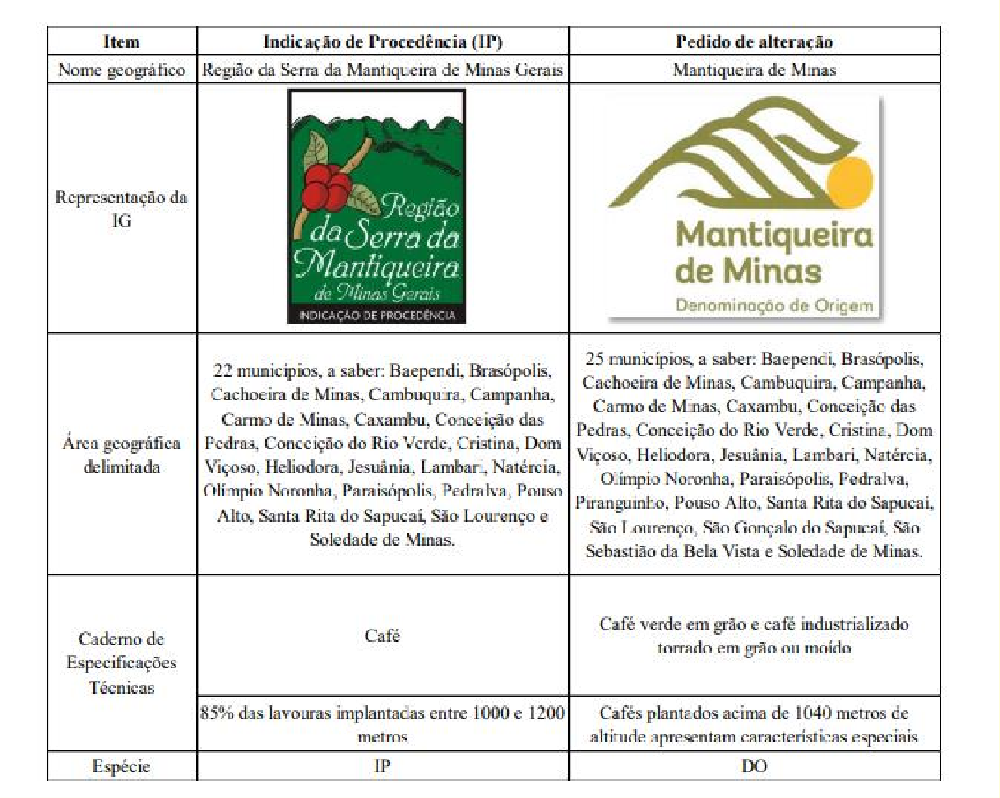 Item
Indicação de Procedência (IP)
Pedido de alteração
Nome geográfico
Região da Serra da Mantiqueira de Minas Gerais
Mantiqueira de Minas
Representação da
IG
Região
da Serra da
Mantiqueira
de Minas Gerais
INDICAÇÃO DE PROCEDÊNCIA
Mantiqueira
de Minas
Denominação de Origem
Área geográfica
delimitada
22 municípios, a saber: Baependi, Brasópolis,
Cachoeira de Minas, Cambuquira, Campanha,
Carmo de Minas, Caxambu, Conceição das
Pedras, Conceição do Rio Verde, Cristina, Dom
Viçoso, Heliodora, Jesuânia, Lambari, Natércia,
Olímpio Noronha, Paraisópolis, Pedralva, Pouso
Alto, Santa Rita do Sapucaí, São Lourenço e
Soledade de Minas.
25 municípios, a saber: Baependi, Brasópolis,
Cachoeira de Minas, Cambuquira, Campanha,
Carmo de Minas, Caxambu, Conceição das
Pedras, Conceição do Rio Verde, Cristina, Dom
Viçoso, Heliodora, Jesuânia, Lambari, Natércia,
Olímpio Noronha, Paraisópolis, Pedralva,
Piranguinho, Pouso Alto, Santa Rita do Sapucaí,
São Lourenço, São Gonçalo do Sapucaí, São
Sebastião da Bela Vista e Soledade de Minas.
Caderno de
Especificações
Técnicas
Café
Café verde em grão e café industrializado
torrado em grão ou moído
85% das lavouras implantadas entre 1000 e 1200
metros
Cafés plantados acima de 1040 metros de
altitude apresentam características especiais
Espécie
IP
DO